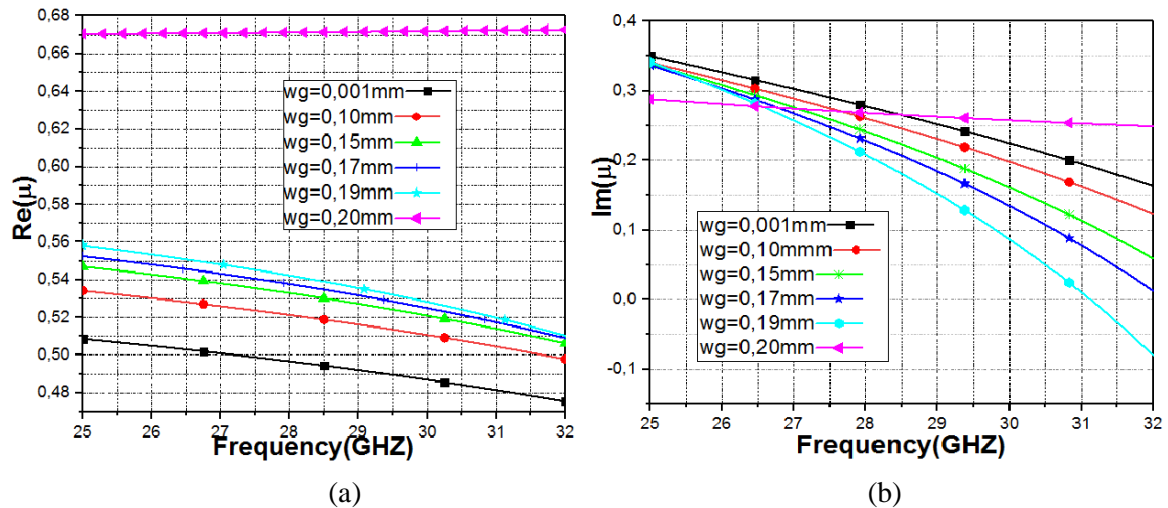 0,68
0,66
0,64
0,62
0,60
0,58
0,56
0,54
0,52
0,50
0,48
Re(μ)
wg=0,001mm
wg=0,10mm
wg=0,15mm
wg=0,17mm
wg=0,19mm
wg=0,20mm
25 26 27 28 29 30 31 32
Frequency(GHZ)
(a)
0,4
0,3
0,2
0,1
0,0
-0,1
Im(μ)
wg=0,001mm
wg=0,10mmm
wg=0,15mm
wg=0,17mm
wg=0,19mm
wg=0,20mm
25 26 27 28 29 30 31 32
Frequency(GHZ)
(b)